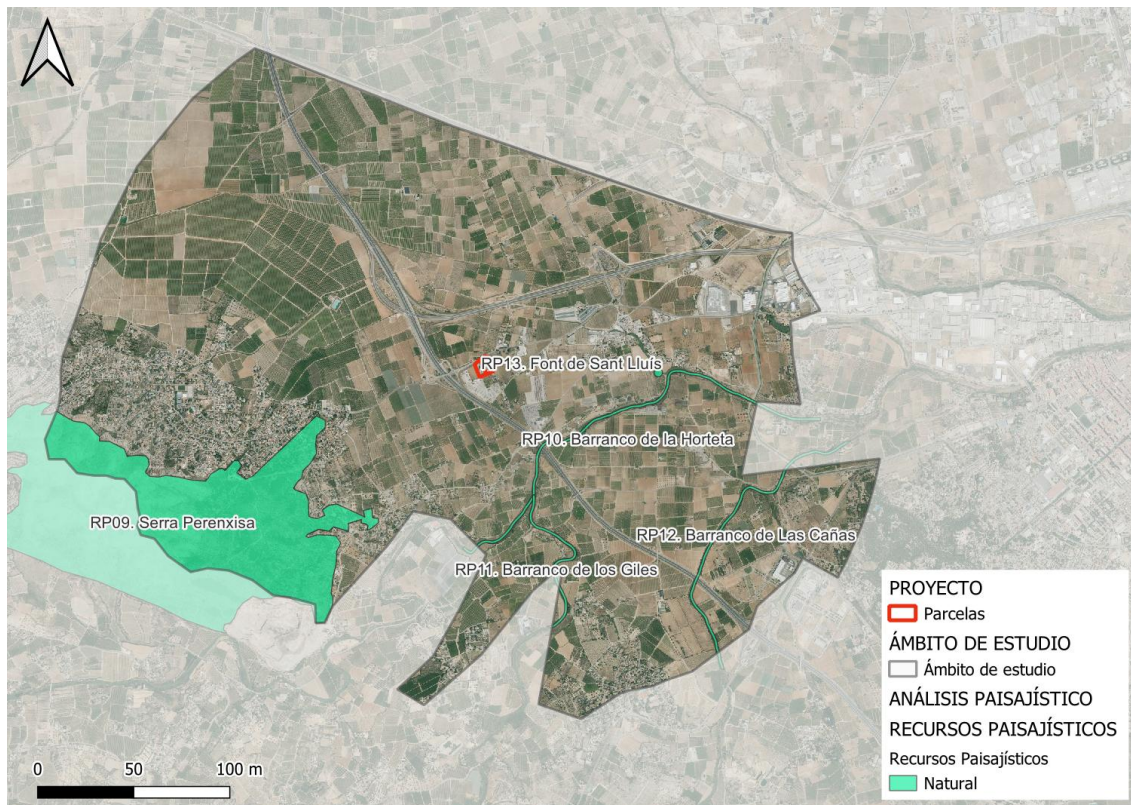 RP13. Font de Sant Lluís
RP10. Barranco de la Horteta
RP09. Serra Perenxisa
RP12. Barranco de Las Cañas
RP11. Barranco de los Giles
PROYECTO
Parcelas
ÁMBITO DE ESTUDIO
Ámbito de estudio
ANÁLISIS PAISAJÍSTICO
RECURSOS PAISAJÍSTICOS
Recursos Paisajísticos
Natural
0 50 100 m